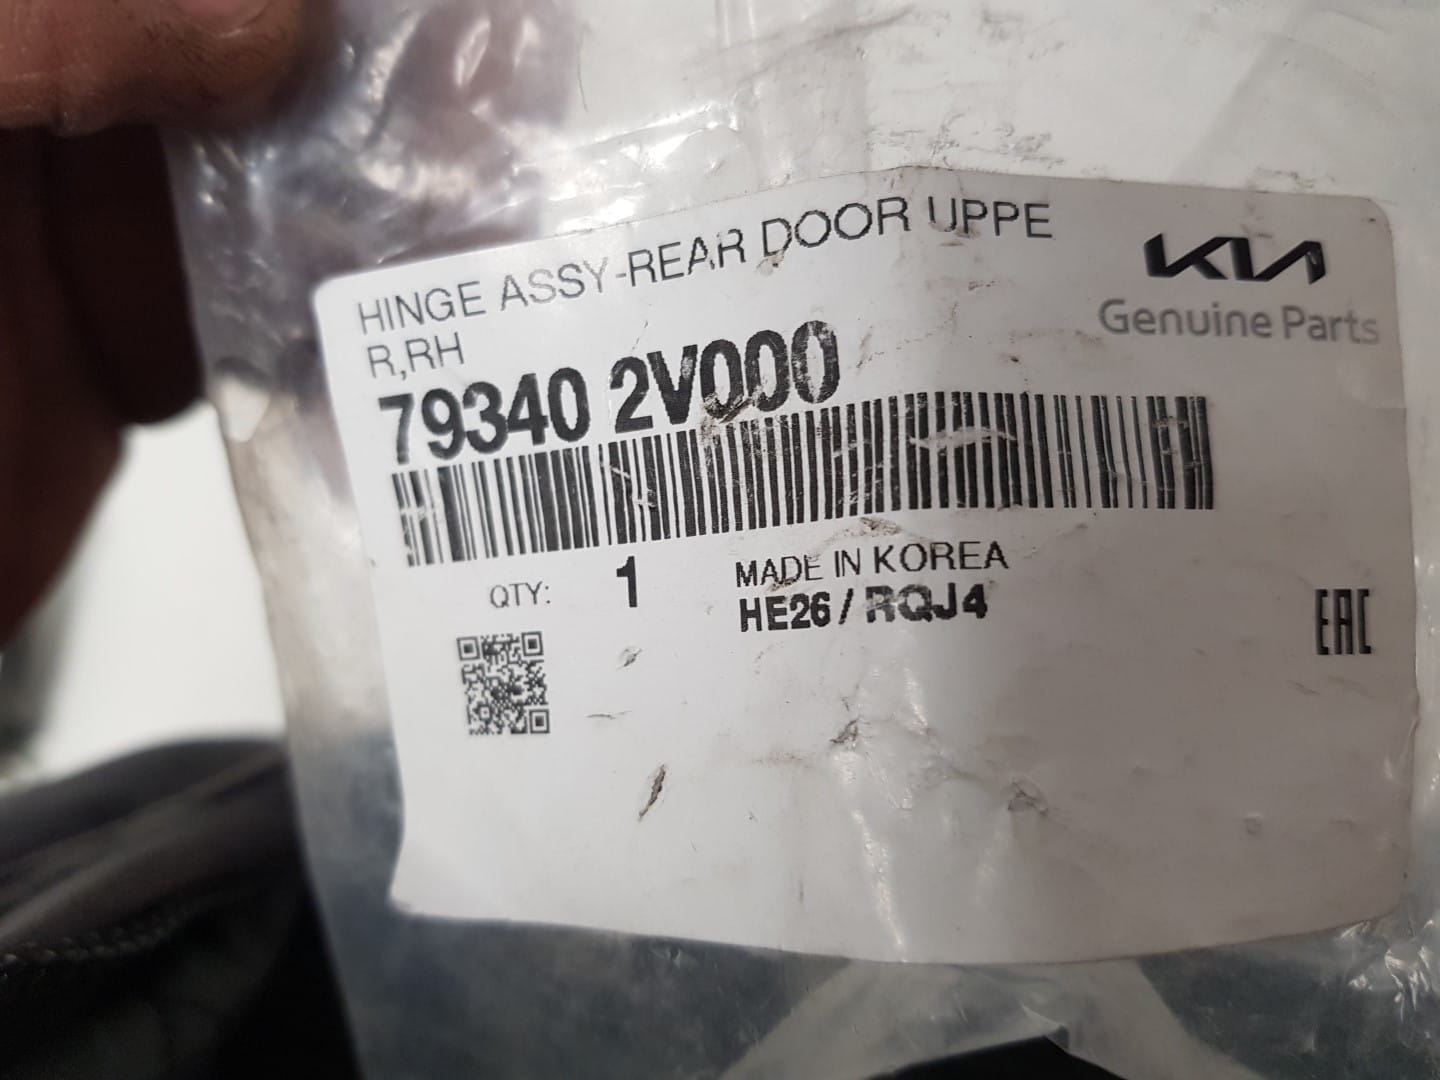 HINGE ASSY-REAR DOOR UPPE
R,RH
KIA
Genuine Parts
79340 2V000
QTY: 1
MADE IN KOREA
HE26 / RQJ4
EAC